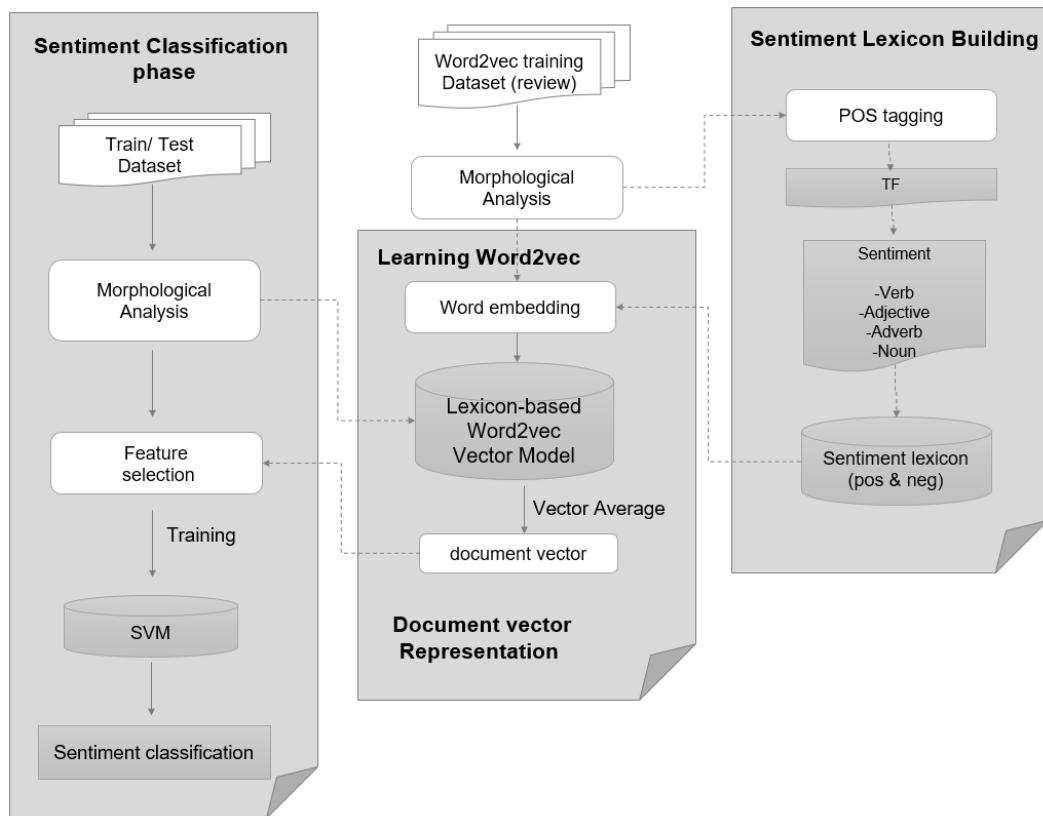 Sentiment Classification
phase
Train/ Test
Dataset
Morphological
Analysis
Feature
selection
Training
SVM
Sentiment classification
Word2vec training
Dataset (review)
Morphological
Analysis
Learning Word2vec
Word embedding
Lexicon-based
Word2vec
Vector Model
Vector Average
document vector
Document vector
Representation
Sentiment Lexicon Building
POS tagging
TF
Sentiment
-Verb
-Adjective
-Adverb
-Noun
Sentiment lexicon
(pos & neg)